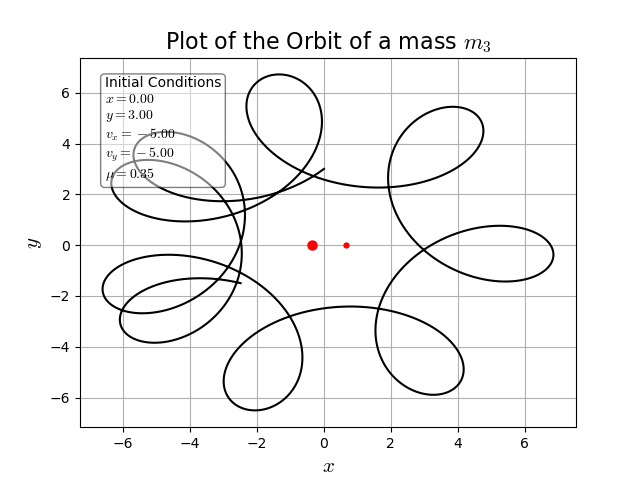 Plot of the Orbit of a mass m₃
Initial Conditions
x = 0.00
y = 3.00
vₓ = −5.00
v_y = −5.00
μ = 0.35
6
4
2
0
−2
−4
−6
y
−6 −4 −2 0 2 4 6
x